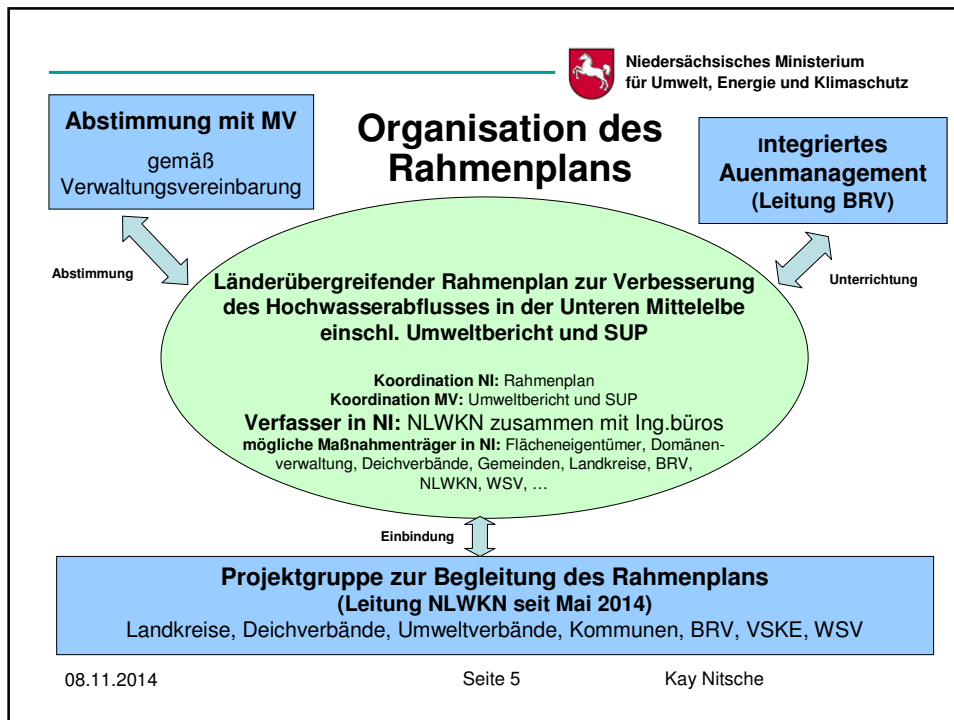 Niedersächsisches Ministerium
für Umwelt, Energie und Klimaschutz
Organisation des
Rahmenplans
Abstimmung mit MV
gemäß
Verwaltungsvereinbarung
Integriertes
Auenmanagement
(Leitung BRV)
Abstimmung
Unterrichtung
Länderübergreifender Rahmenplan zur Verbesserung
des Hochwasserabflusses in der Unteren Mittelelbe
einschl. Umweltbericht und SUP
Koordination NI: Rahmenplan
Koordination MV: Umweltbericht und SUP
Verfasser in NI: NLWKN zusammen mit Ing.büros
mögliche Maßnahmenträger in NI: Flächeneigentümer, Domänen-
verwaltung, Deichverbände, Gemeinden, Landkreise, BRV,
NLWKN, WSV, …
Einbindung
Projektgruppe zur Begleitung des Rahmenplans
(Leitung NLWKN seit Mai 2014)
Landkreise, Deichverbände, Umweltverbände, Kommunen, BRV, VSKE, WSV
08.11.2014
Seite 5
Kay Nitsche